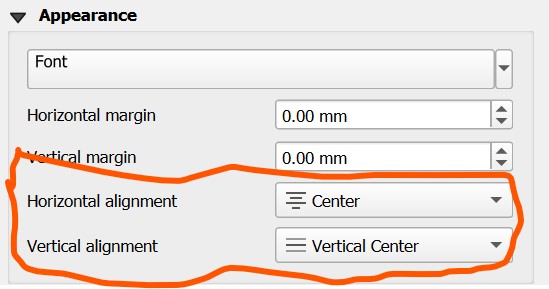 Appearance
Font
Horizontal margin 0.00 mm
Vertical margin 0.00 mm
Horizontal alignment Center
Vertical alignment Vertical Center